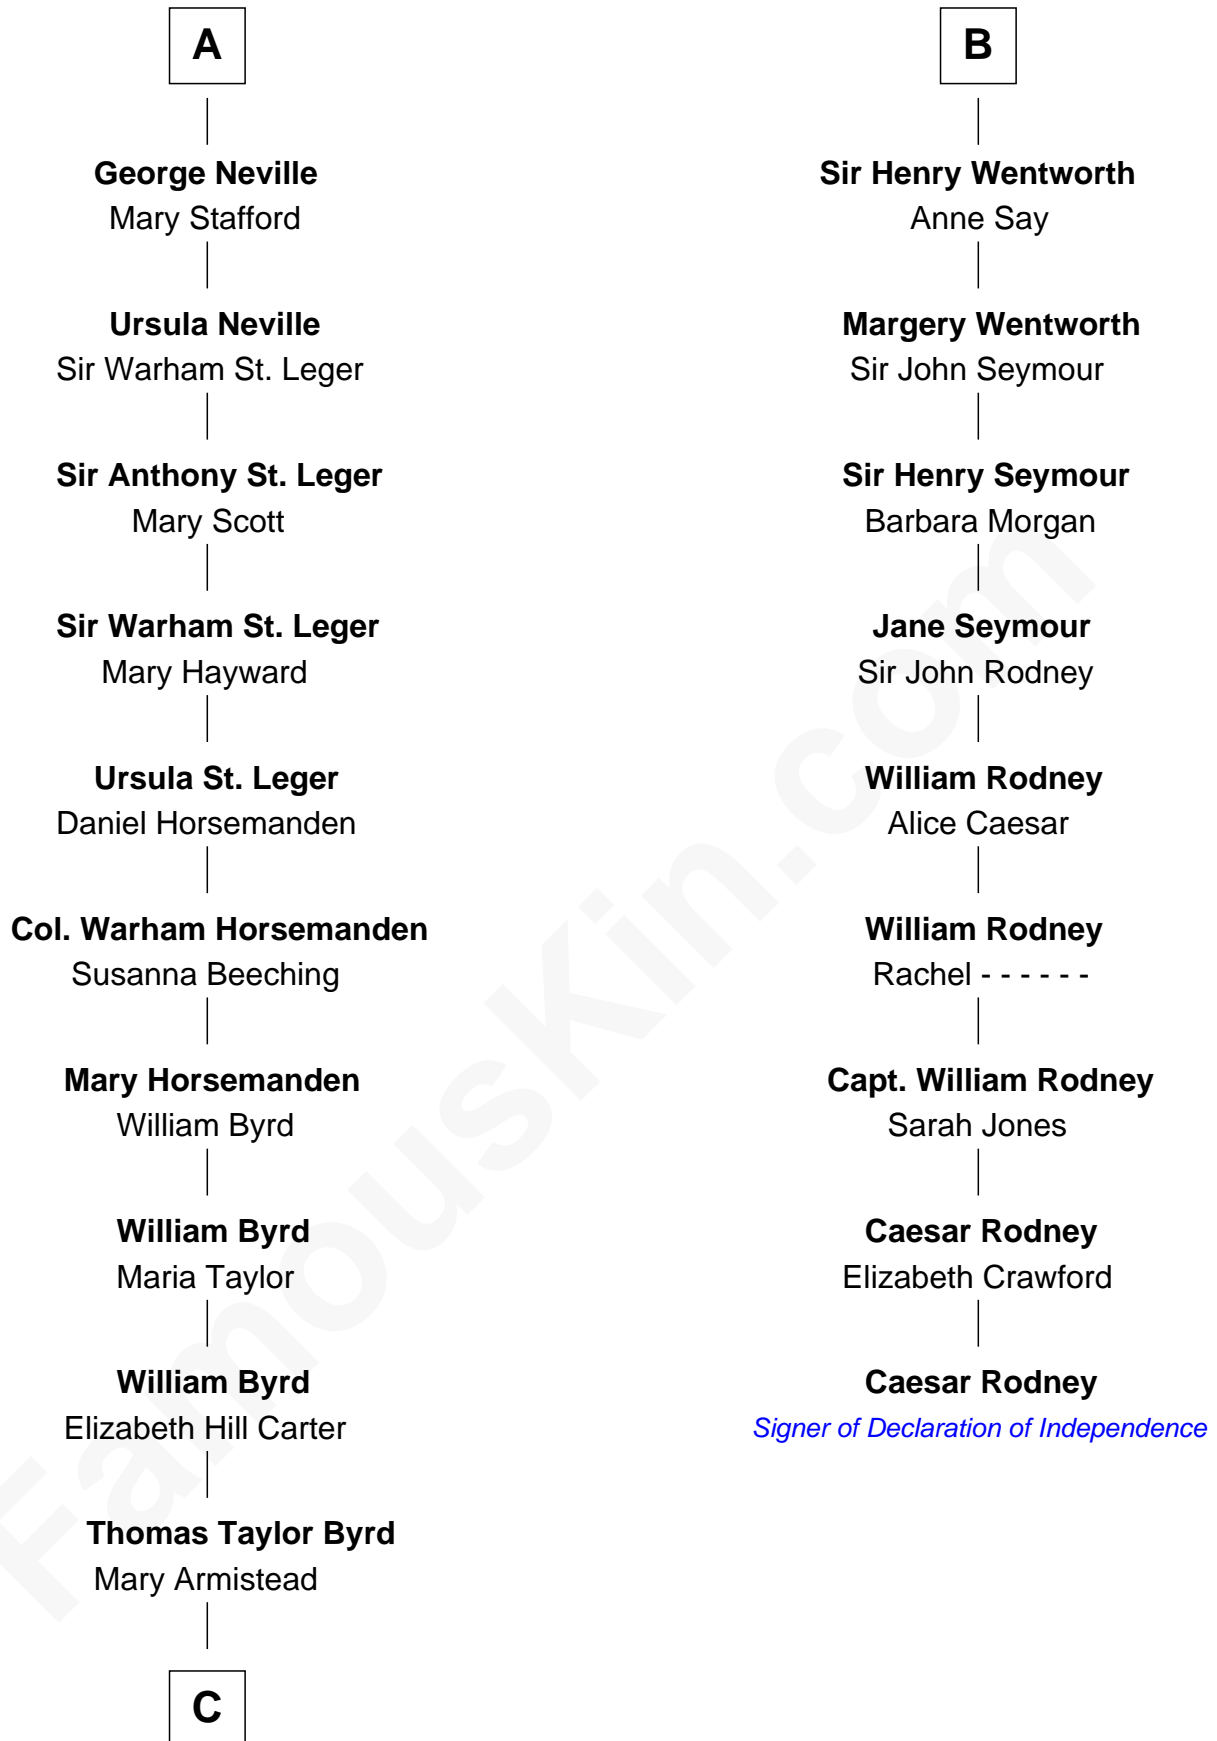 A
George Neville
Mary Stafford
Ursula Neville
Sir Warham St. Leger
Sir Anthony St. Leger
Mary Scott
Sir Warham St. Leger
Mary Hayward
Ursula St. Leger
Daniel Horsemanden
Col. Warham Horsemanden
Susanna Beeching
Mary Horsemanden
William Byrd
William Byrd
Maria Taylor
William Byrd
Elizabeth Hill Carter
Thomas Taylor Byrd
Mary Armistead
C
B
Sir Henry Wentworth
Anne Say
Margery Wentworth
Sir John Seymour
Sir Henry Seymour
Barbara Morgan
Jane Seymour
Sir John Rodney
William Rodney
Alice Caesar
William Rodney
Rachel - - - - - -
Capt. William Rodney
Sarah Jones
Caesar Rodney
Elizabeth Crawford
Caesar Rodney
Signer of Declaration of Independence
FamousKin.com